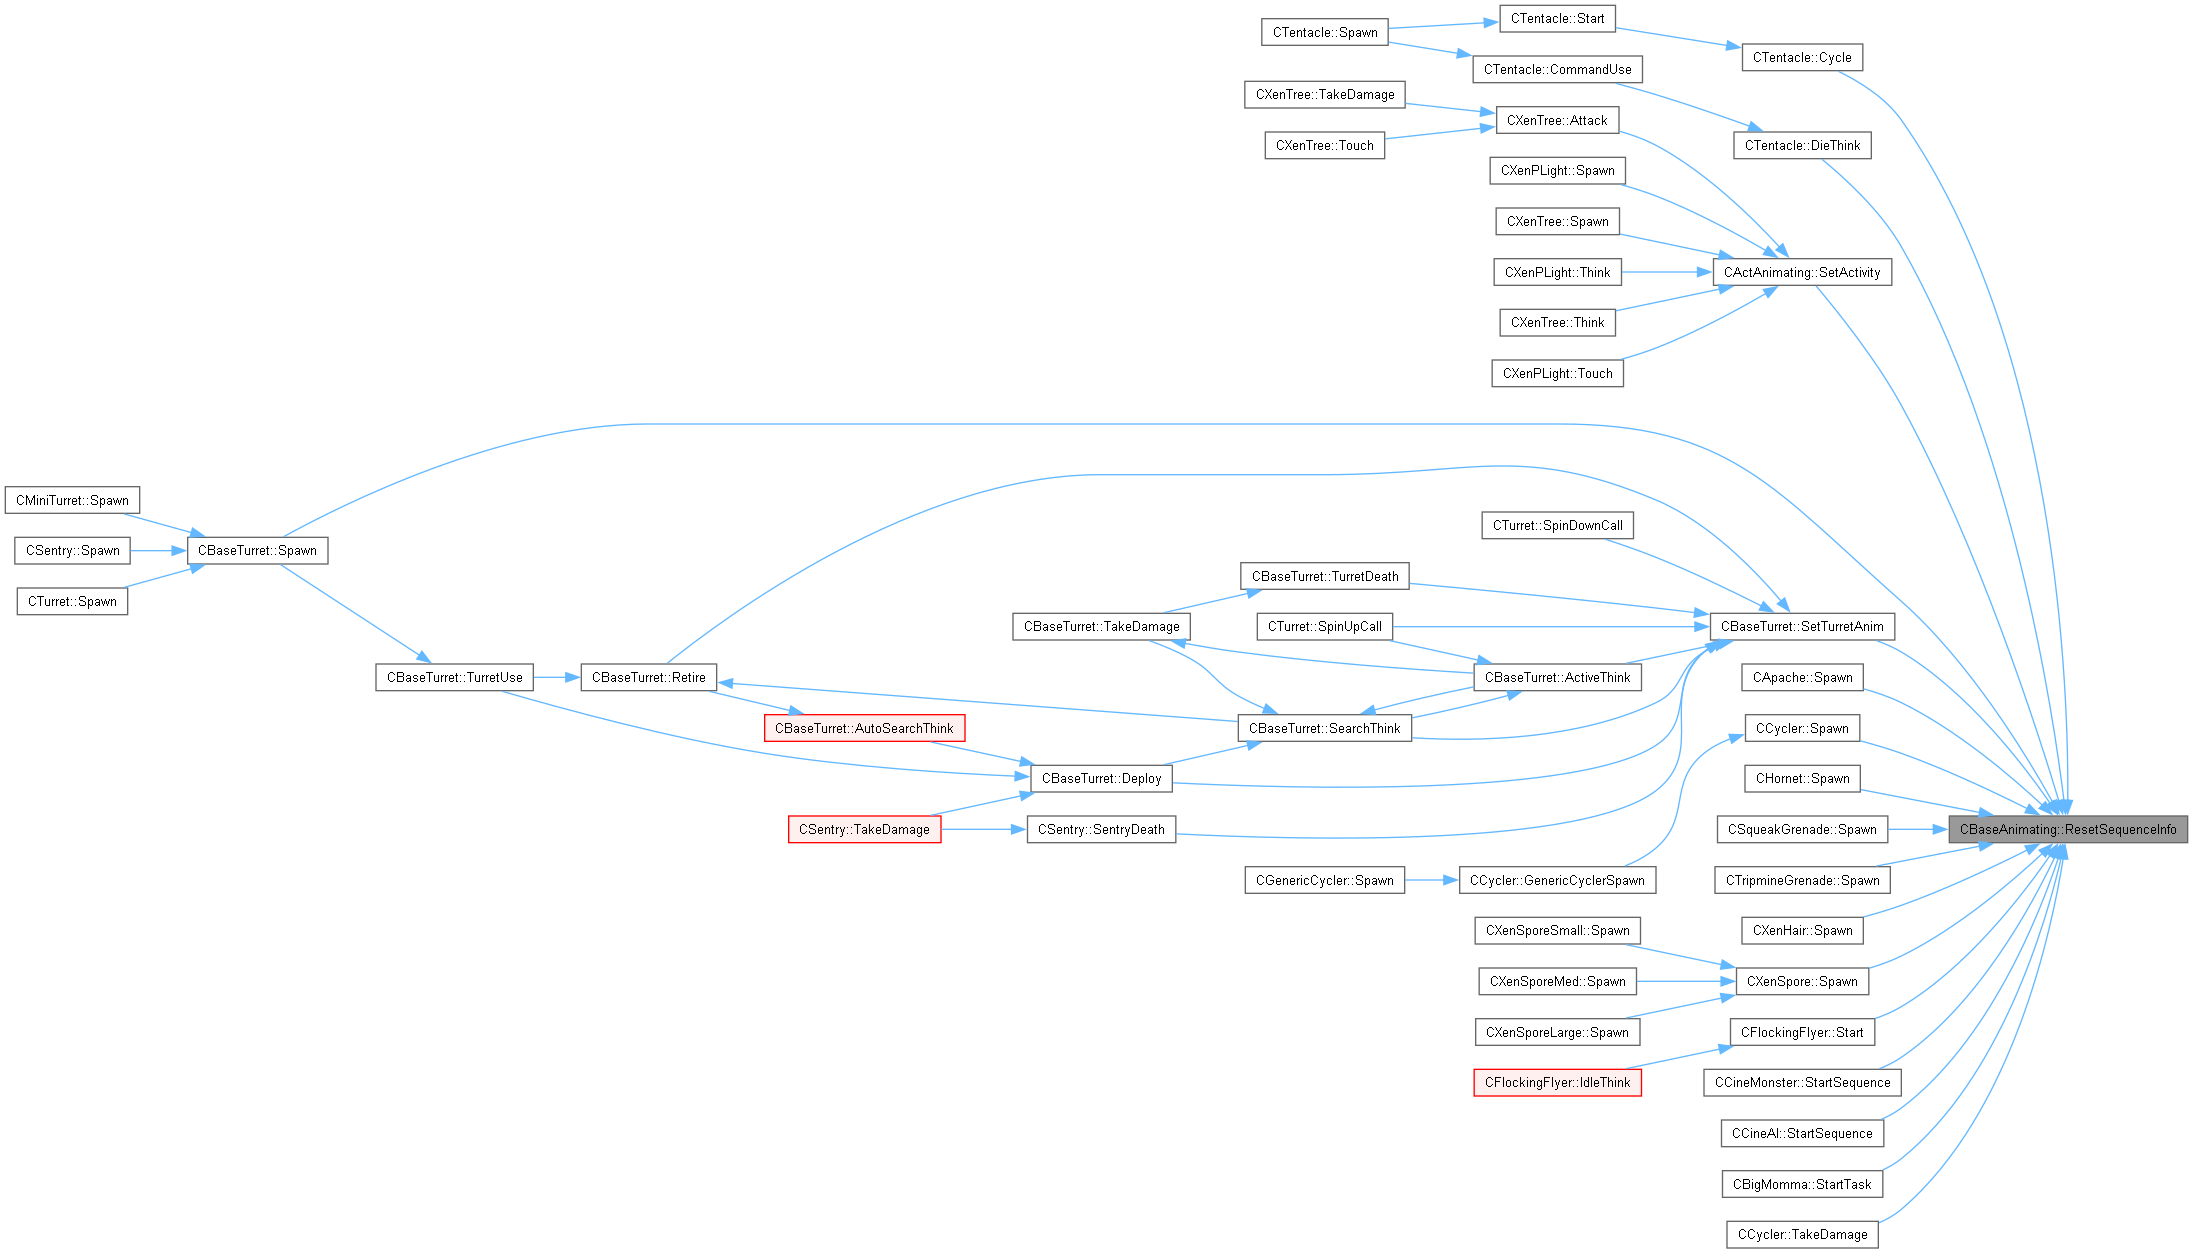 CTentacle::Start
CTentacle::Spawn
CTentacle::Cycle
CTentacle::CommandUse
CXenTree::TakeDamage
CXenTree::Attack
CTentacle::DieThink
CXenTree::Touch
CXenPLight::Spawn
CXenTree::Spawn
CXenPLight::Think
CActAnimating::SetActivity
CXenTree::Think
CXenPLight::Touch
CMiniTurret::Spawn
CTurret::SpinDownCall
CSentry::Spawn
CBaseTurret::Spawn
CBaseTurret::TurretDeath
CTurret::Spawn
CBaseTurret::TakeDamage
CTurret::SpinUpCall
CBaseTurret::SetTurretAnim
CBaseTurret::TurretUse
CBaseTurret::Retire
CBaseTurret::ActiveThink
CApache::Spawn
CBaseTurret::AutoSearchThink
CBaseTurret::SearchThink
CCycler::Spawn
CBaseTurret::Deploy
CHornet::Spawn
CSentry::TakeDamage
CSentry::SentryDeath
CSqueakGrenade::Spawn
CBaseAnimating::ResetSequenceInfo
CGenericCycler::Spawn
CCycler::GenericCyclerSpawn
CTripmineGrenade::Spawn
CXenSporeSmall::Spawn
CXenHair::Spawn
CXenSporeMed::Spawn
CXenSpore::Spawn
CXenSporeLarge::Spawn
CFlockingFlyer::Start
CFlockingFlyer::IdleThink
CCineMonster::StartSequence
CCineAI::StartSequence
CBigMomma::StartTask
CCycler::TakeDamage